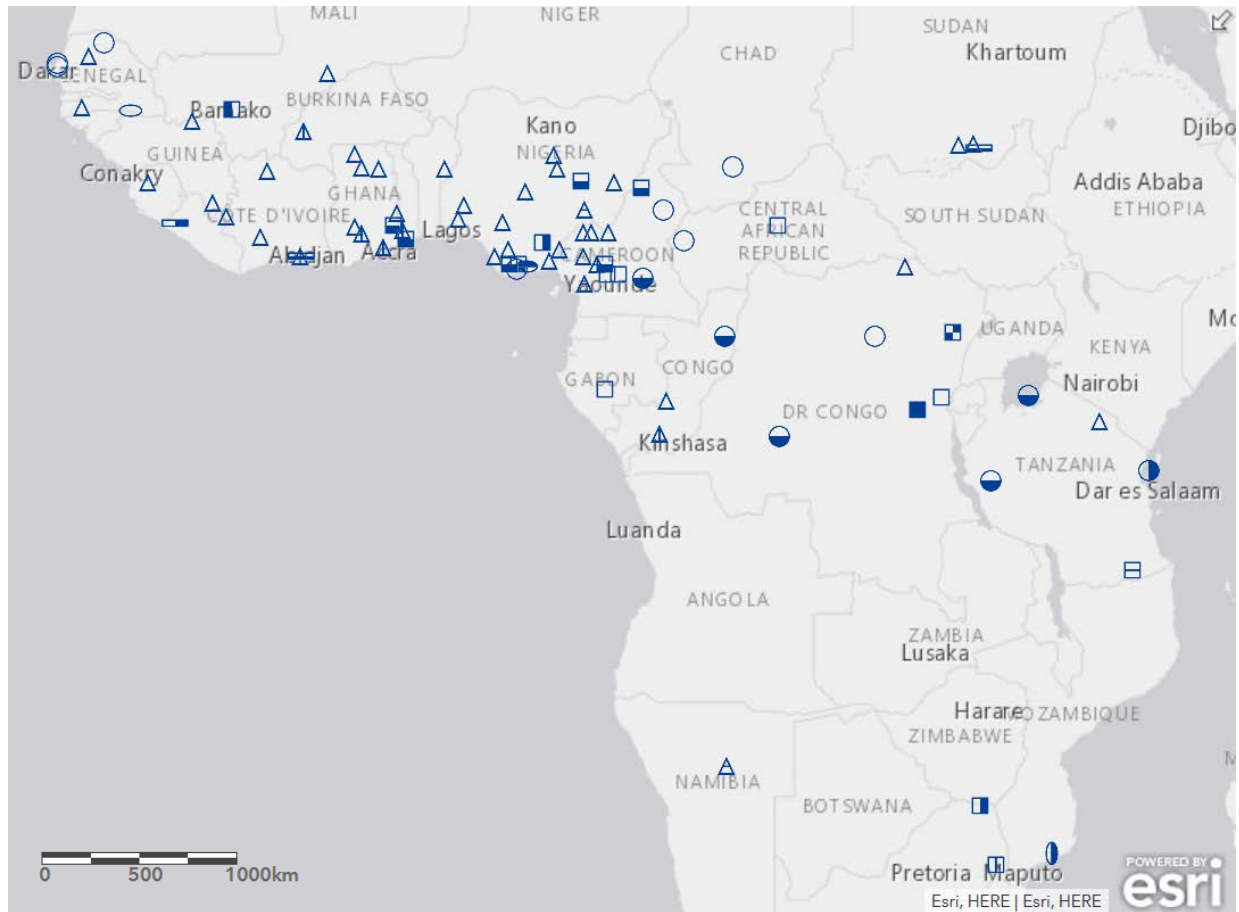 MALI
NIGER
SUDAN
Khartoum
CHAD
Dakar
SENEGAL
Bamako
BURKINA FASO
Kano
NIGERIA
Djibo
GUINEA
Conakry
GHANA
Addis Ababa
ETHIOPIA
CÔTE D'IVOIRE
CENTRAL
AFRICAN
REPUBLIC
SOUTH SUDAN
Lagos
Abidjan
Accra
CAMEROON
Yaounde
UGANDA
Mo
KENYA
GABON
CONGO
Nairobi
DR CONGO
Kinshasa
TANZANIA
Dar es Salaam
Luanda
ANGOLA
ZAMBIA
Lusaka
Harare
MOZAMBIQUE
ZIMBABWE
M
NAMIBIA
BOTSWANA
0 500 1000km
Pretoria Maputo
POWERED BY
esri
Esri, HERE | Esri, HERE